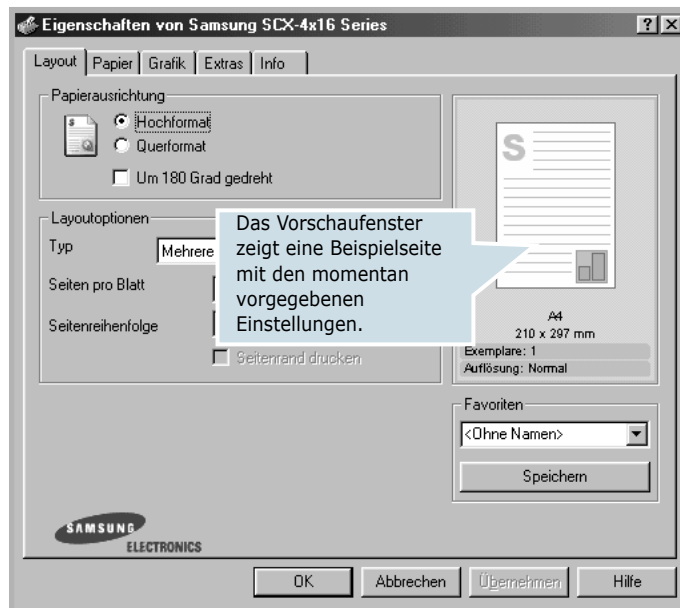 Eigenschaften von Samsung SCX-4x16 Series
Layout Papier Grafik Extras Info
Papierausrichtung
Hochformat
Querformat
Um 180 Grad gedreht
Layoutoptionen
Typ
Mehrere
Seiten pro Blatt
Seitenreihenfolge
Seitenrand drucken
Das Vorschaufenster
zeigt eine Beispielseite
mit den momentan
vorgegebenen
Einstellungen.
S
A4
210 x 297 mm
Exemplare: 1
Auflösung: Normal
Favoriten
<Ohne Namen>
Speichern
SAMSUNG
ELECTRONICS
OK Abbrechen Übernehmen Hilfe